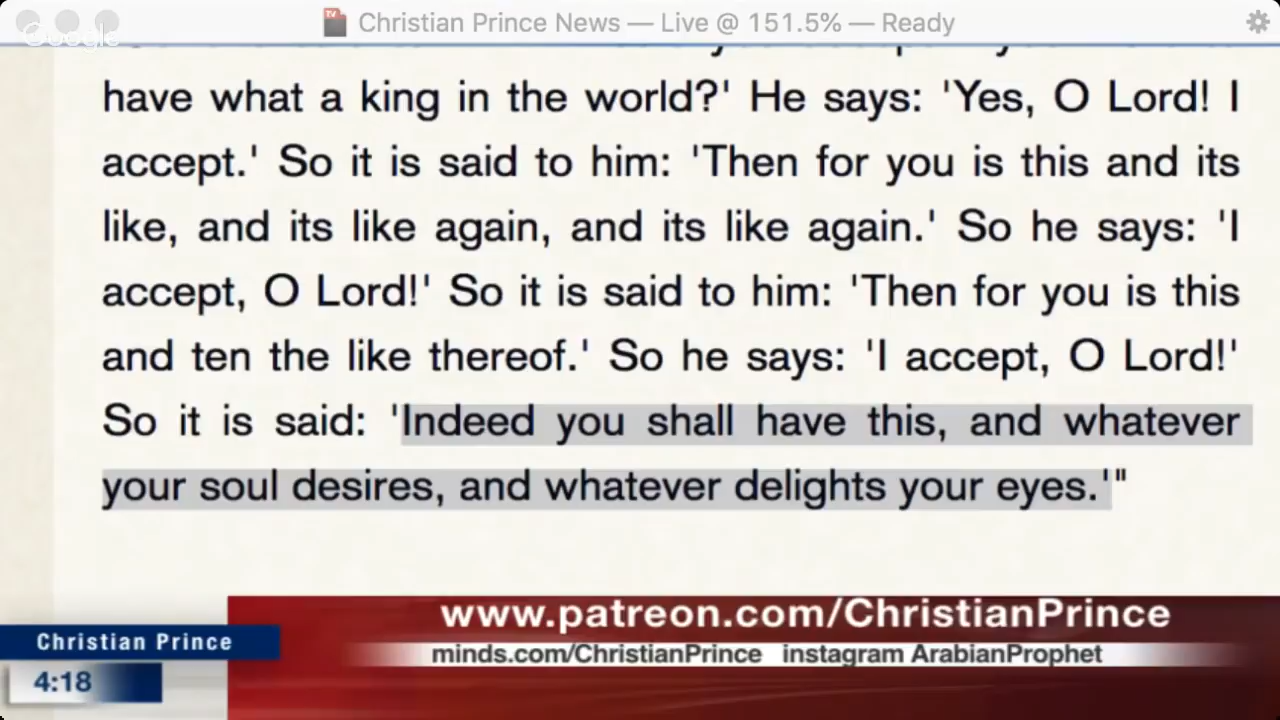 Christian Prince News — Live @ 151.5% — Ready
Google
have what a king in the world?' He says: 'Yes, O Lord! I
accept.' So it is said to him: 'Then for you is this and its
like, and its like again, and its like again.' So he says: 'I
accept, O Lord!' So it is said to him: 'Then for you is this
and ten the like thereof.' So he says: 'I accept, O Lord!'
So it is said: 'Indeed you shall have this, and whatever
your soul desires, and whatever delights your eyes.'"
www.patreon.com/ChristianPrince
Christian Prince
minds.com/ChristianPrince instagram ArabianProphet
4:18